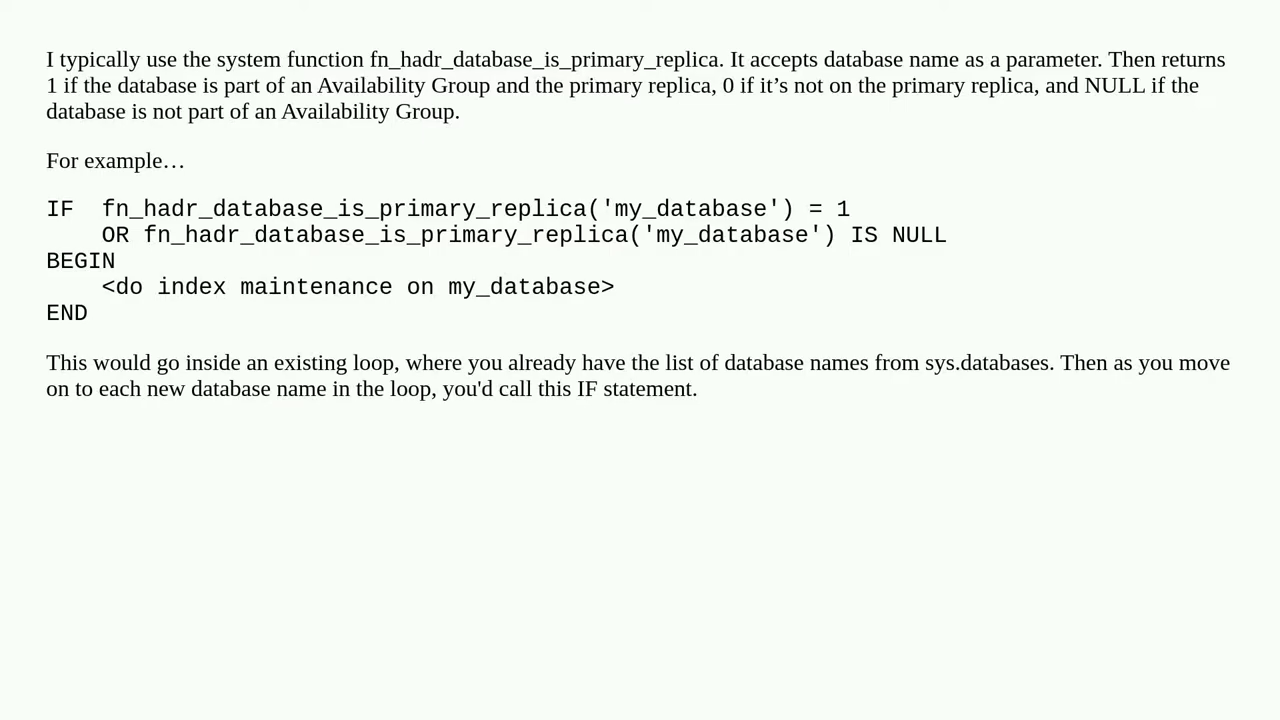 I typically use the system function fn_hadr_database_is_primary_replica. It accepts database name as a parameter. Then returns
1 if the database is part of an Availability Group and the primary replica, 0 if it’s not on the primary replica, and NULL if the
database is not part of an Availability Group.
For example…
IF  fn_hadr_database_is_primary_replica('my_database') = 1
    OR fn_hadr_database_is_primary_replica('my_database') IS NULL
BEGIN
    <do index maintenance on my_database>
END
This would go inside an existing loop, where you already have the list of database names from sys.databases. Then as you move
on to each new database name in the loop, you'd call this IF statement.